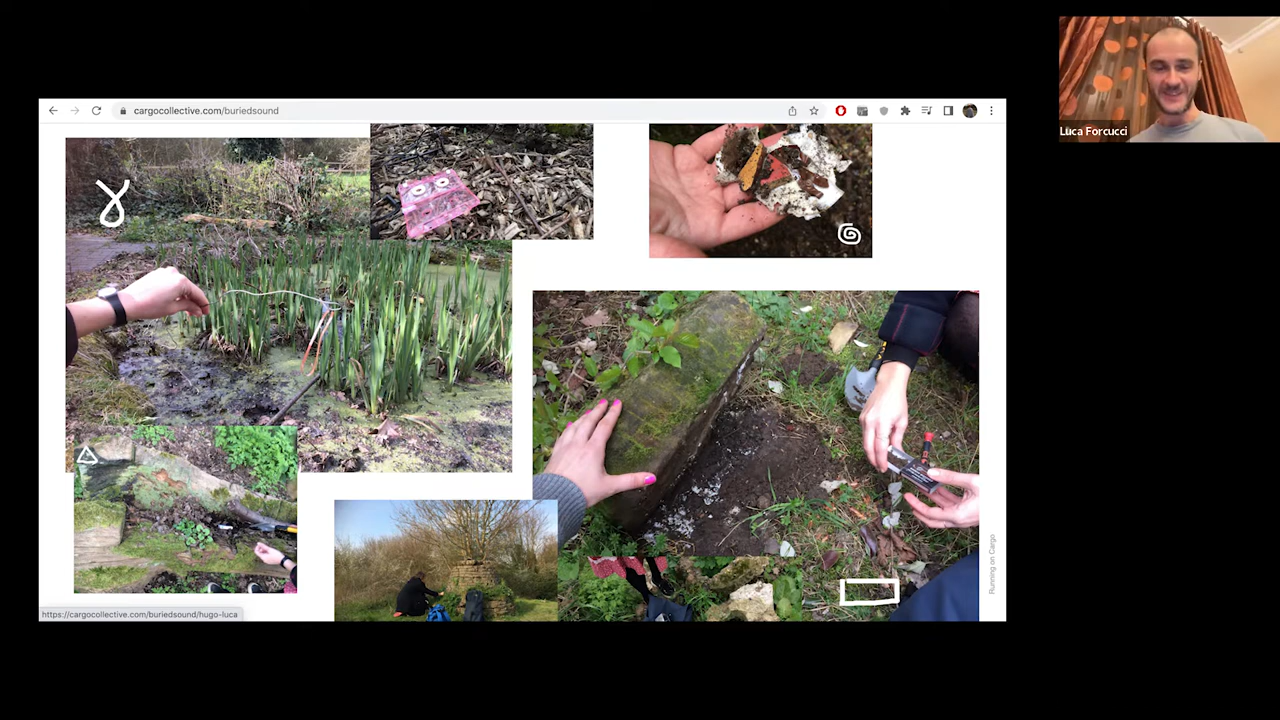 cargocollective.com/buriedsound
Luca Forcucci
Running on Cargo
https://cargocollective.com/buriedsound/hugo-luca